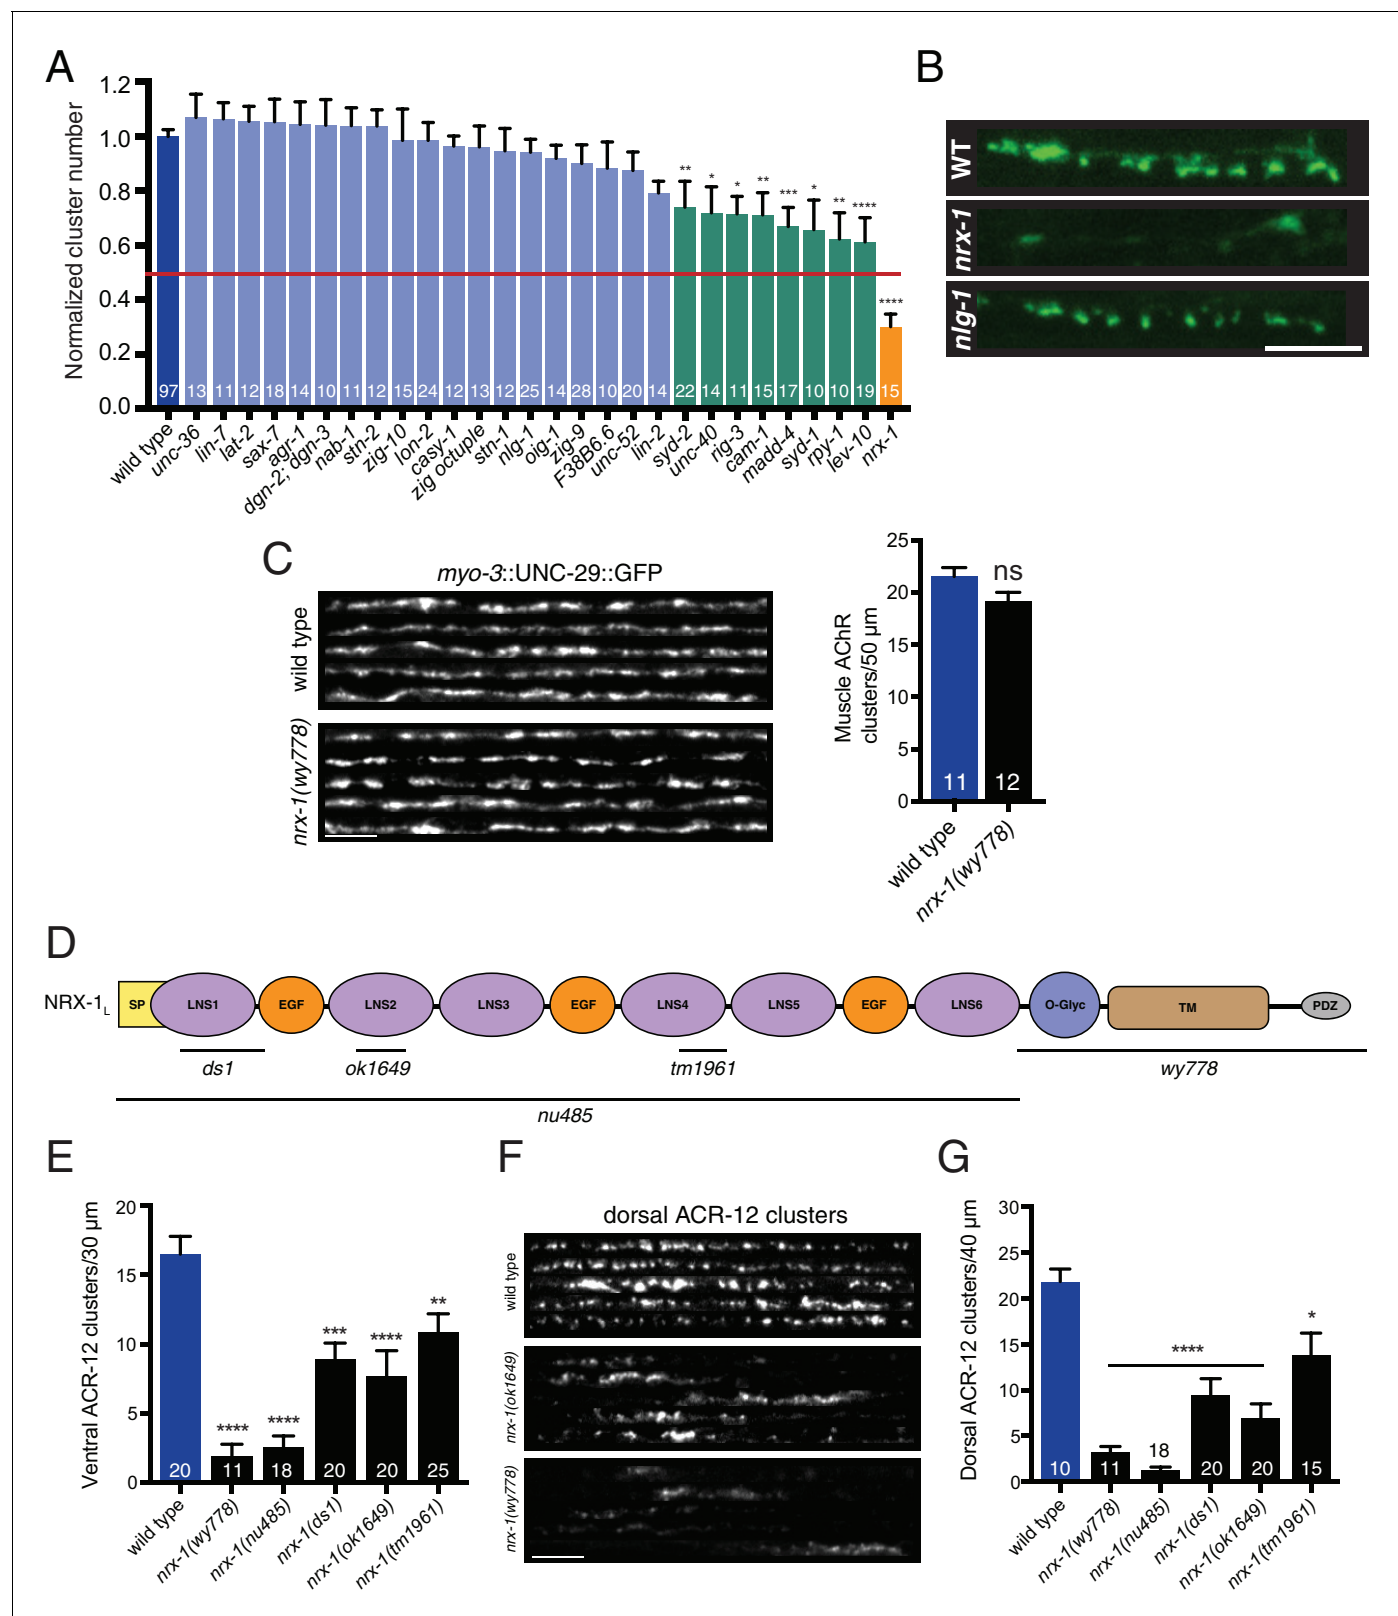 A
Normalized cluster number
1.2
1.0
0.8
0.6
0.4
0.2
0.0
** * * ** *** * ** **** ****
97 13 11 12 18 14 10 11 12 15 24 12 13 12 25 14 28 10 20 14 22 14 11 15 17 10 10 19 15
wild type
unc-36
lin-7
lat-2
sax-7
agr-1
dgn-2; dgn-3
nab-1
stn-2
zig-10
lon-2
casy-1
zig octuple
stn-1
nlg-1
oig-1
zig-9
F38B6.6
unc-52
lin-2
syd-2
unc-40
rig-3
cam-1
madd-4
syd-1
rpy-1
lev-10
nrx-1
B
WT
nrx-1
nlg-1
C
myo-3::UNC-29::GFP
wild type
nrx-1(wy778)
Muscle AChR
clusters/50 µm
25
20
15
10
5
0
ns
11 12
wild type
nrx-1(wy778)
D
NRX-1L
SP LNS1 EGF LNS2 LNS3 EGF LNS4 LNS5 EGF LNS6 O-Glyc TM PDZ
ds1 ok1649 tm1961 wy778
nu485
E
Ventral ACR-12 clusters/30 µm
20
15
10
5
0
**** **** *** **** **
20 11 18 20 20 25
wild type
nrx-1(wy778)
nrx-1(nu485)
nrx-1(ds1)
nrx-1(ok1649)
nrx-1(tm1961)
F
dorsal ACR-12 clusters
wild type
nrx-1(ok1649)
nrx-1(wy778)
G
Dorsal ACR-12 clusters/40 µm
30
25
20
15
10
5
0
**** *
10 11 18 20 20 15
wild type
nrx-1(wy778)
nrx-1(nu485)
nrx-1(ds1)
nrx-1(ok1649)
nrx-1(tm1961)